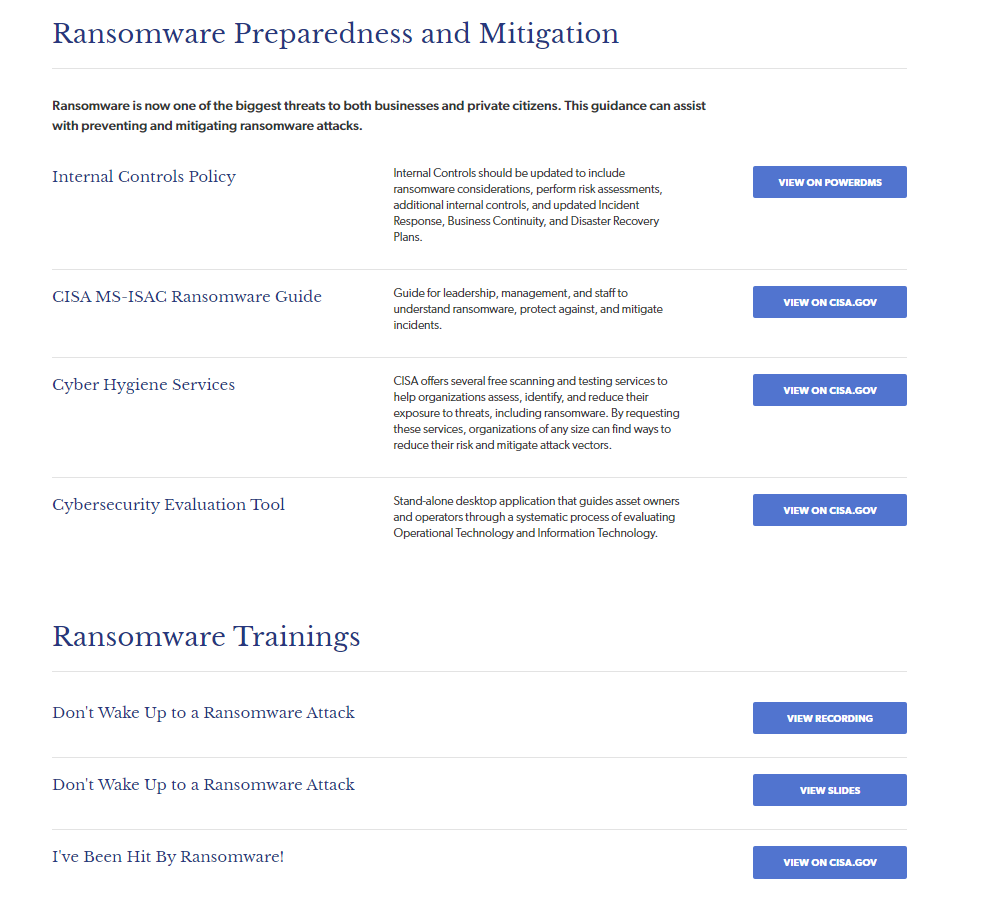 Ransomware Preparedness and Mitigation
Ransomware is now one of the biggest threats to both businesses and private citizens. This guidance can assist
with preventing and mitigating ransomware attacks.
Internal Controls Policy
Internal Controls should be updated to include
ransomware considerations, perform risk assessments,
additional internal controls, and updated Incident
Response, Business Continuity, and Disaster Recovery
Plans.
VIEW ON POWERDMS
CISA MS-ISAC Ransomware Guide
Guide for leadership, management, and staff to
understand ransomware, protect against, and mitigate
incidents.
VIEW ON CISA.GOV
Cyber Hygiene Services
CISA offers several free scanning and testing services to
help organizations assess, identify, and reduce their
exposure to threats, including ransomware. By requesting
these services, organizations of any size can find ways to
reduce their risk and mitigate attack vectors.
VIEW ON CISA.GOV
Cybersecurity Evaluation Tool
Stand-alone desktop application that guides asset owners
and operators through a systematic process of evaluating
Operational Technology and Information Technology.
VIEW ON CISA.GOV
Ransomware Trainings
Don't Wake Up to a Ransomware Attack
VIEW RECORDING
Don't Wake Up to a Ransomware Attack
VIEW SLIDES
I've Been Hit By Ransomware!
VIEW ON CISA.GOV